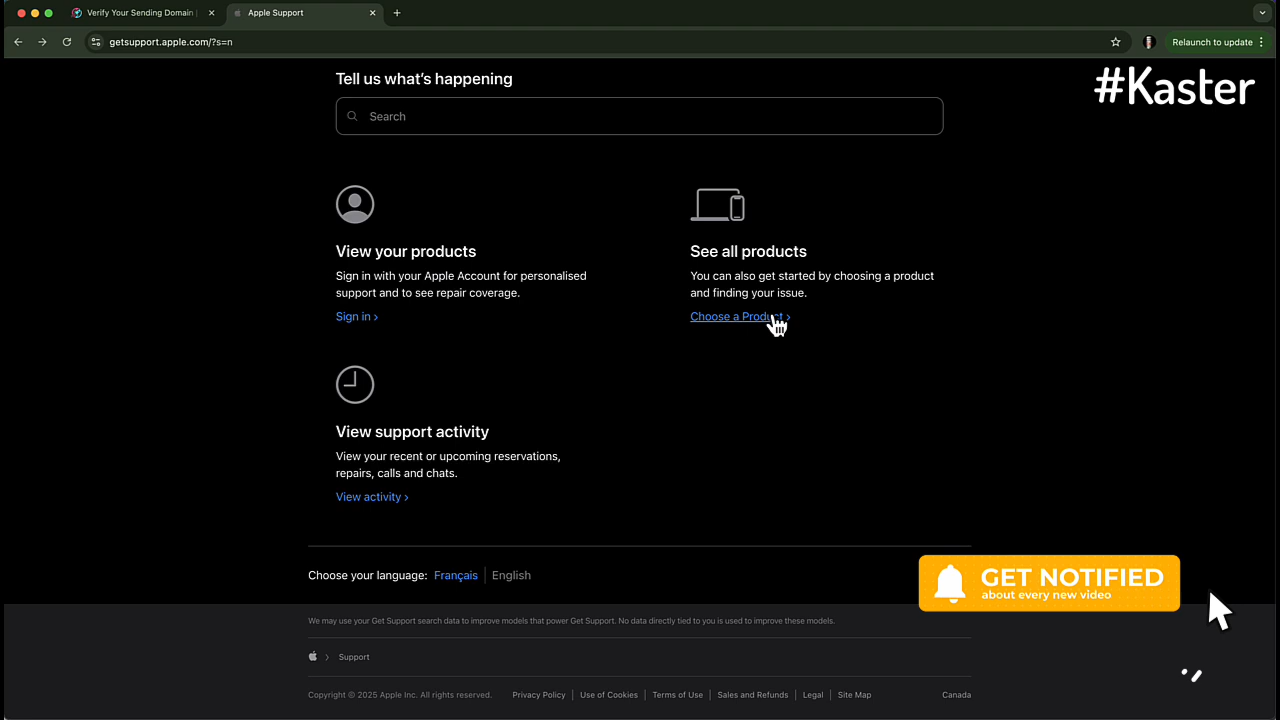 Verify Your Sending Domain |
Apple Support
getsupport.apple.com/?s=n
Relaunch to update
#Kaster
Tell us what's happening
Search
View your products
Sign in with your Apple Account for personalised
support and to see repair coverage.
Sign in ›
See all products
You can also get started by choosing a product
and finding your issue.
Choose a Product ›
View support activity
View your recent or upcoming reservations,
repairs, calls and chats.
View activity ›
Choose your language: Français | English
GET NOTIFIED
about every new video
We may use your Get Support search data to improve models that power Get Support. No data directly tied to you is used to improve these models.
Support
Copyright © 2025 Apple Inc. All rights reserved. Privacy Policy | Use of Cookies | Terms of Use | Sales and Refunds | Legal | Site Map Canada